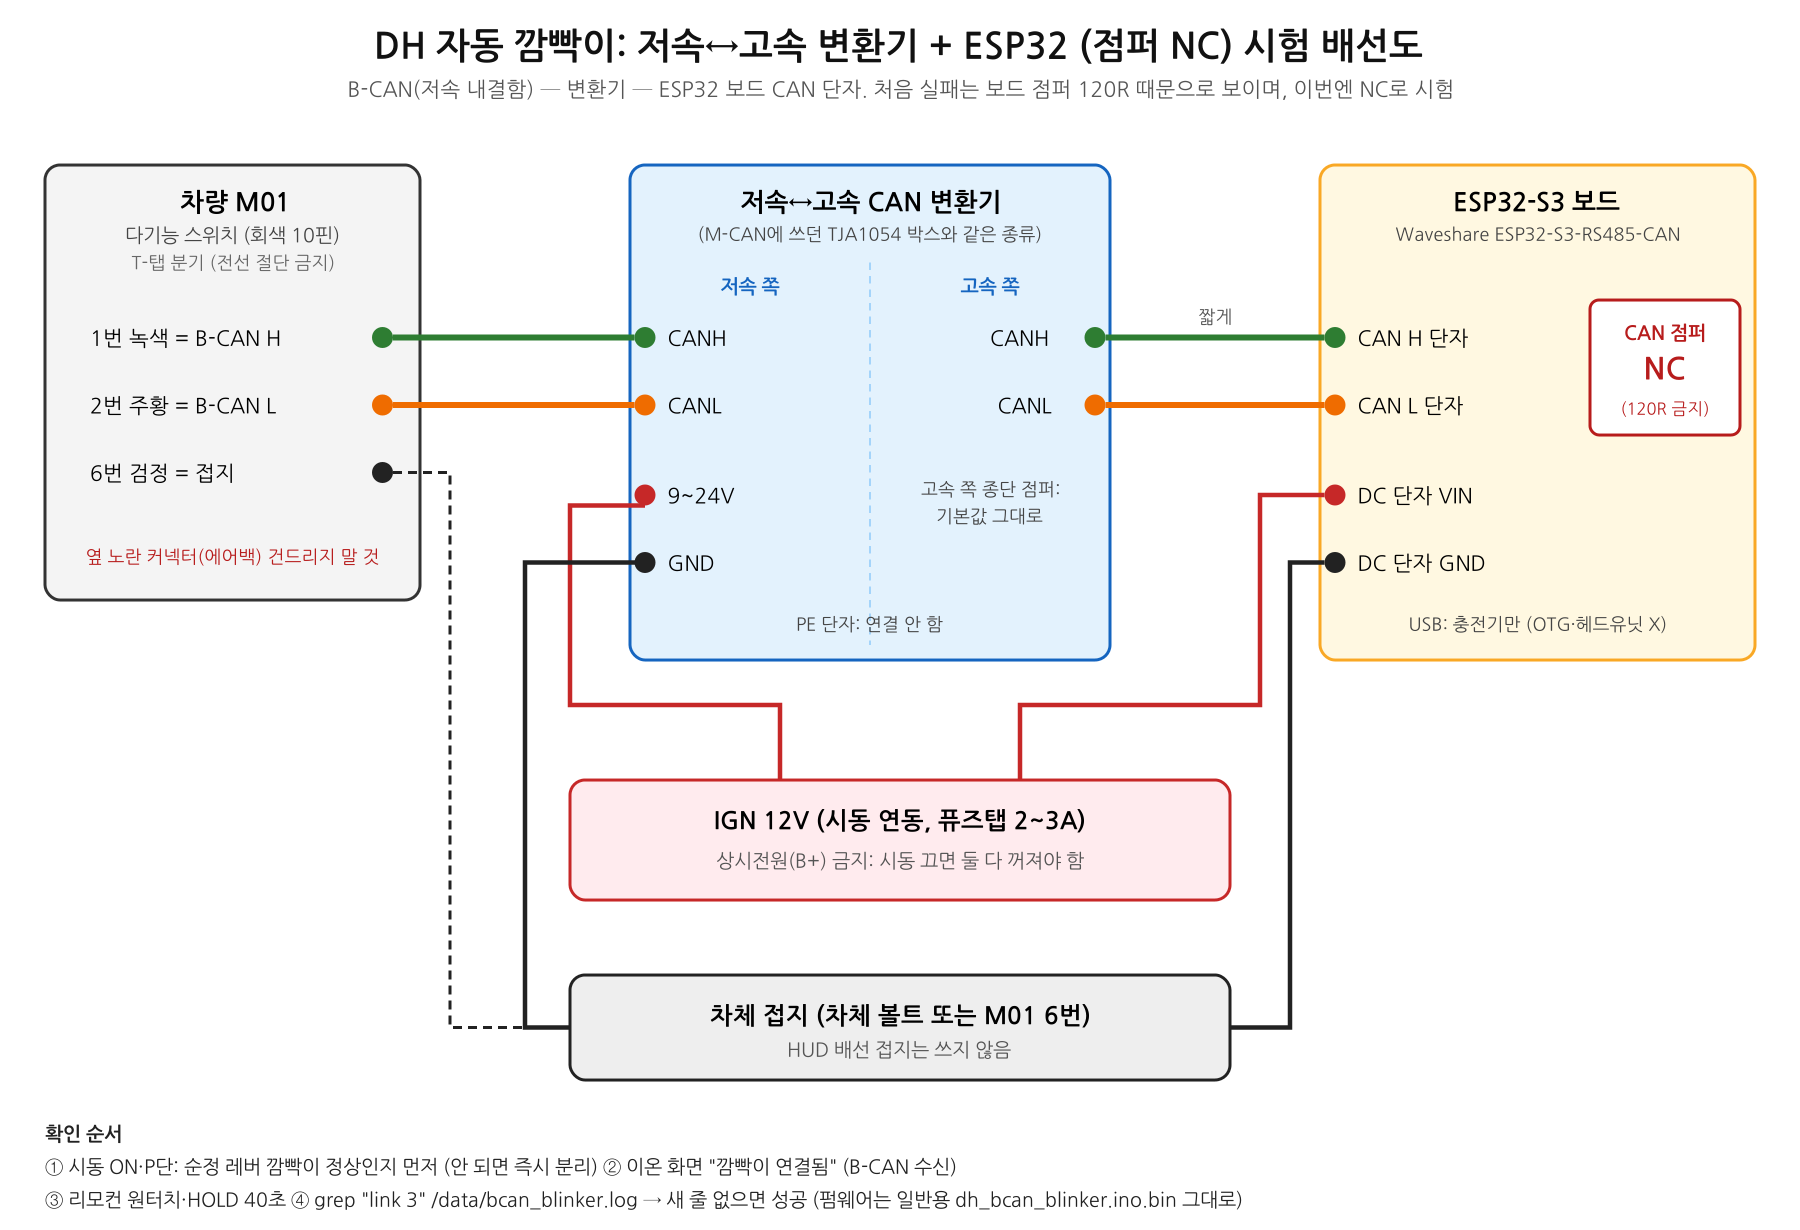 DH 자동 깜빡이: 저속↔고속 변환기 + ESP32 (점퍼 NC) 시험 배선도
B-CAN(저속 내결함) — 변환기 — ESP32 보드 CAN 단자. 처음 실패는 보드 점퍼 120R 때문으로 보이며, 이번엔 NC로 시험
차량 M01
다기능 스위치 (회색 10핀)
T-탭 분기 (전선 절단 금지)
1번 녹색 = B-CAN H
2번 주황 = B-CAN L
6번 검정 = 접지
옆 노란 커넥터(에어백) 건드리지 말 것
저속↔고속 CAN 변환기
(M-CAN에 쓰던 TJA1054 박스와 같은 종류)
저속 쪽
고속 쪽
CANH
CANH
CANL
CANL
9~24V
고속 쪽 종단 점퍼:
기본값 그대로
GND
PE 단자: 연결 안 함
짧게
ESP32-S3 보드
Waveshare ESP32-S3-RS485-CAN
CAN H 단자
CAN L 단자
CAN 점퍼
NC
(120R 금지)
DC 단자 VIN
DC 단자 GND
USB: 충전기만 (OTG·헤드유닛 X)
IGN 12V (시동 연동, 퓨즈탭 2~3A)
상시전원(B+) 금지: 시동 끄면 둘 다 꺼져야 함
차체 접지 (차체 볼트 또는 M01 6번)
HUD 배선 접지는 쓰지 않음
확인 순서
① 시동 ON·P단: 순정 레버 깜빡이 정상인지 먼저 (안 되면 즉시 분리) ② 이온 화면 "깜빡이 연결됨" (B-CAN 수신)
③ 리모컨 원터치·HOLD 40초 ④ grep "link 3" /data/bcan_blinker.log → 새 줄 없으면 성공 (펌웨어는 일반용 dh_bcan_blinker.ino.bin 그대로)